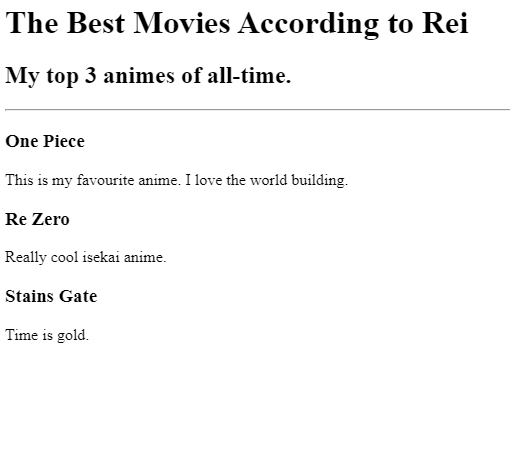 The Best Movies According to Rei
My top 3 animes of all-time.
One Piece
This is my favourite anime. I love the world building.
Re Zero
Really cool isekai anime.
Stains Gate
Time is gold.